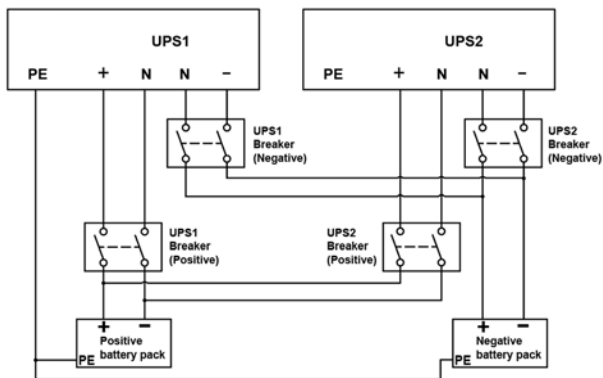 UPS1
UPS2
PE + N N −
PE + N N −
UPS1
Breaker
(Negative)
UPS2
Breaker
(Negative)
UPS1
Breaker
(Positive)
UPS2
Breaker
(Positive)
+ −
Positive
battery pack
PE
+ −
Negative
battery pack
PE